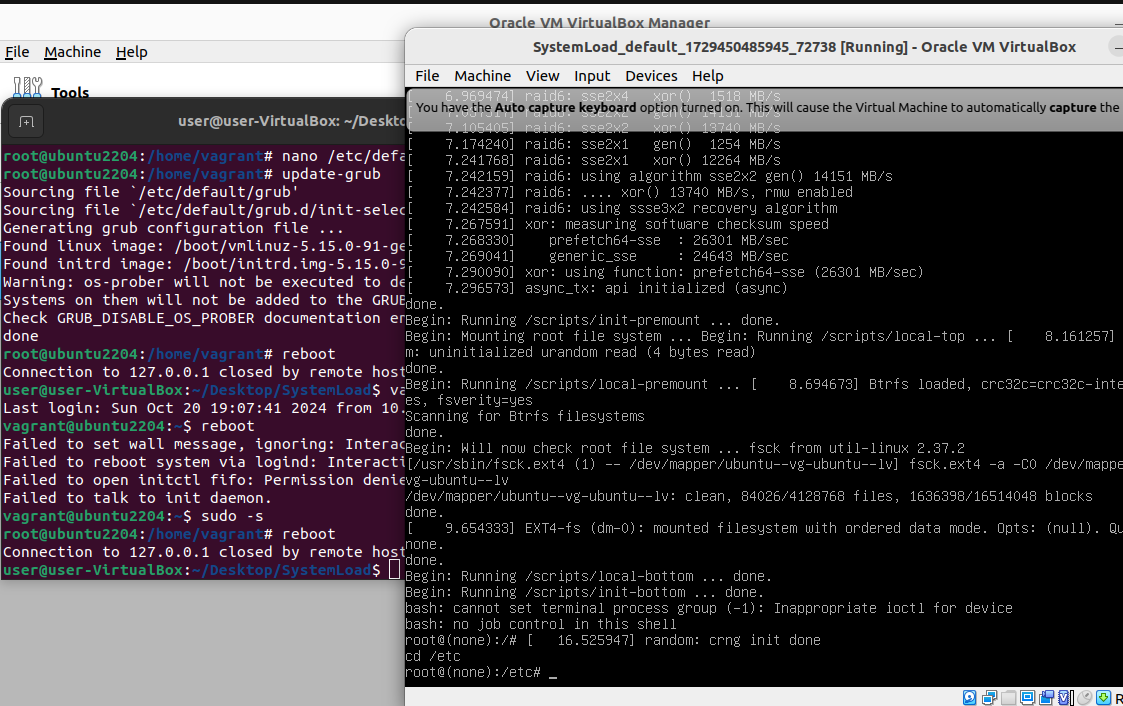 Oracle VM VirtualBox Manager
File Machine Help
Tools
user@user-VirtualBox: ~/Deskto
root@ubuntu2204:/home/vagrant# nano /etc/defa
root@ubuntu2204:/home/vagrant# update-grub
Sourcing file `/etc/default/grub'
Sourcing file `/etc/default/grub.d/init-selec
Generating grub configuration file ...
Found linux image: /boot/vmlinuz-5.15.0-91-ge
Found initrd image: /boot/initrd.img-5.15.0-9
Warning: os-prober will not be executed to de
Systems on them will not be added to the GRUB
Check GRUB_DISABLE_OS_PROBER documentation en
done
root@ubuntu2204:/home/vagrant# reboot
Connection to 127.0.0.1 closed by remote host
user@user-VirtualBox:~/Desktop/SystemLoad$ va
Last login: Sun Oct 20 19:07:41 2024 from 10.
vagrant@ubuntu2204:~$ reboot
Failed to set wall message, ignoring: Interac
Failed to reboot system via logind: Interacti
Failed to open initctl fifo: Permission denie
Failed to talk to init daemon.
vagrant@ubuntu2204:~$ sudo -s
root@ubuntu2204:/home/vagrant# reboot
Connection to 127.0.0.1 closed by remote host
user@user-VirtualBox:~/Desktop/SystemLoad$
SystemLoad_default_1729450485945_72738 [Running] - Oracle VM VirtualBox
File Machine View Input Devices Help
[    6.969474] raid6: sse2x4   xor()  1518 MB/s
You have the Auto capture keyboard option turned on. This will cause the Virtual Machine to automatically capture the
[    7.105405] raid6: sse2x2   xor() 13740 MB/s
[    7.174240] raid6: sse2x1   gen()  1254 MB/s
[    7.241768] raid6: sse2x1   xor() 12264 MB/s
[    7.242159] raid6: using algorithm sse2x2 gen() 14151 MB/s
[    7.242377] raid6: .... xor() 13740 MB/s, rmw enabled
[    7.242584] raid6: using ssse3x2 recovery algorithm
[    7.267591] xor: measuring software checksum speed
[    7.268330]    prefetch64-sse  : 26301 MB/sec
[    7.269041]    generic_sse     : 24643 MB/sec
[    7.290090] xor: using function: prefetch64-sse (26301 MB/sec)
[    7.296573] async_tx: api initialized (async)
done.
Begin: Running /scripts/init-premount ... done.
Begin: Mounting root file system ... Begin: Running /scripts/local-top ... [    8.161257]
m: uninitialized urandom read (4 bytes read)
done.
Begin: Running /scripts/local-premount ... [    8.694673] Btrfs loaded, crc32c=crc32c-inte
es, fsverity=yes
Scanning for Btrfs filesystems
done.
Begin: Will now check root file system ... fsck from util-linux 2.37.2
[/usr/sbin/fsck.ext4 (1) -- /dev/mapper/ubuntu--vg-ubuntu--lv] fsck.ext4 -a -C0 /dev/mappe
vg-ubuntu--lv
/dev/mapper/ubuntu--vg-ubuntu--lv: clean, 84026/4128768 files, 1636398/16514048 blocks
done.
[    9.654333] EXT4-fs (dm-0): mounted filesystem with ordered data mode. Opts: (null). Qu
none.
done.
Begin: Running /scripts/local-bottom ... done.
Begin: Running /scripts/init-bottom ... done.
bash: cannot set terminal process group (-1): Inappropriate ioctl for device
bash: no job control in this shell
root@(none):/# [   16.525947] random: crng init done
cd /etc
root@(none):/etc# _